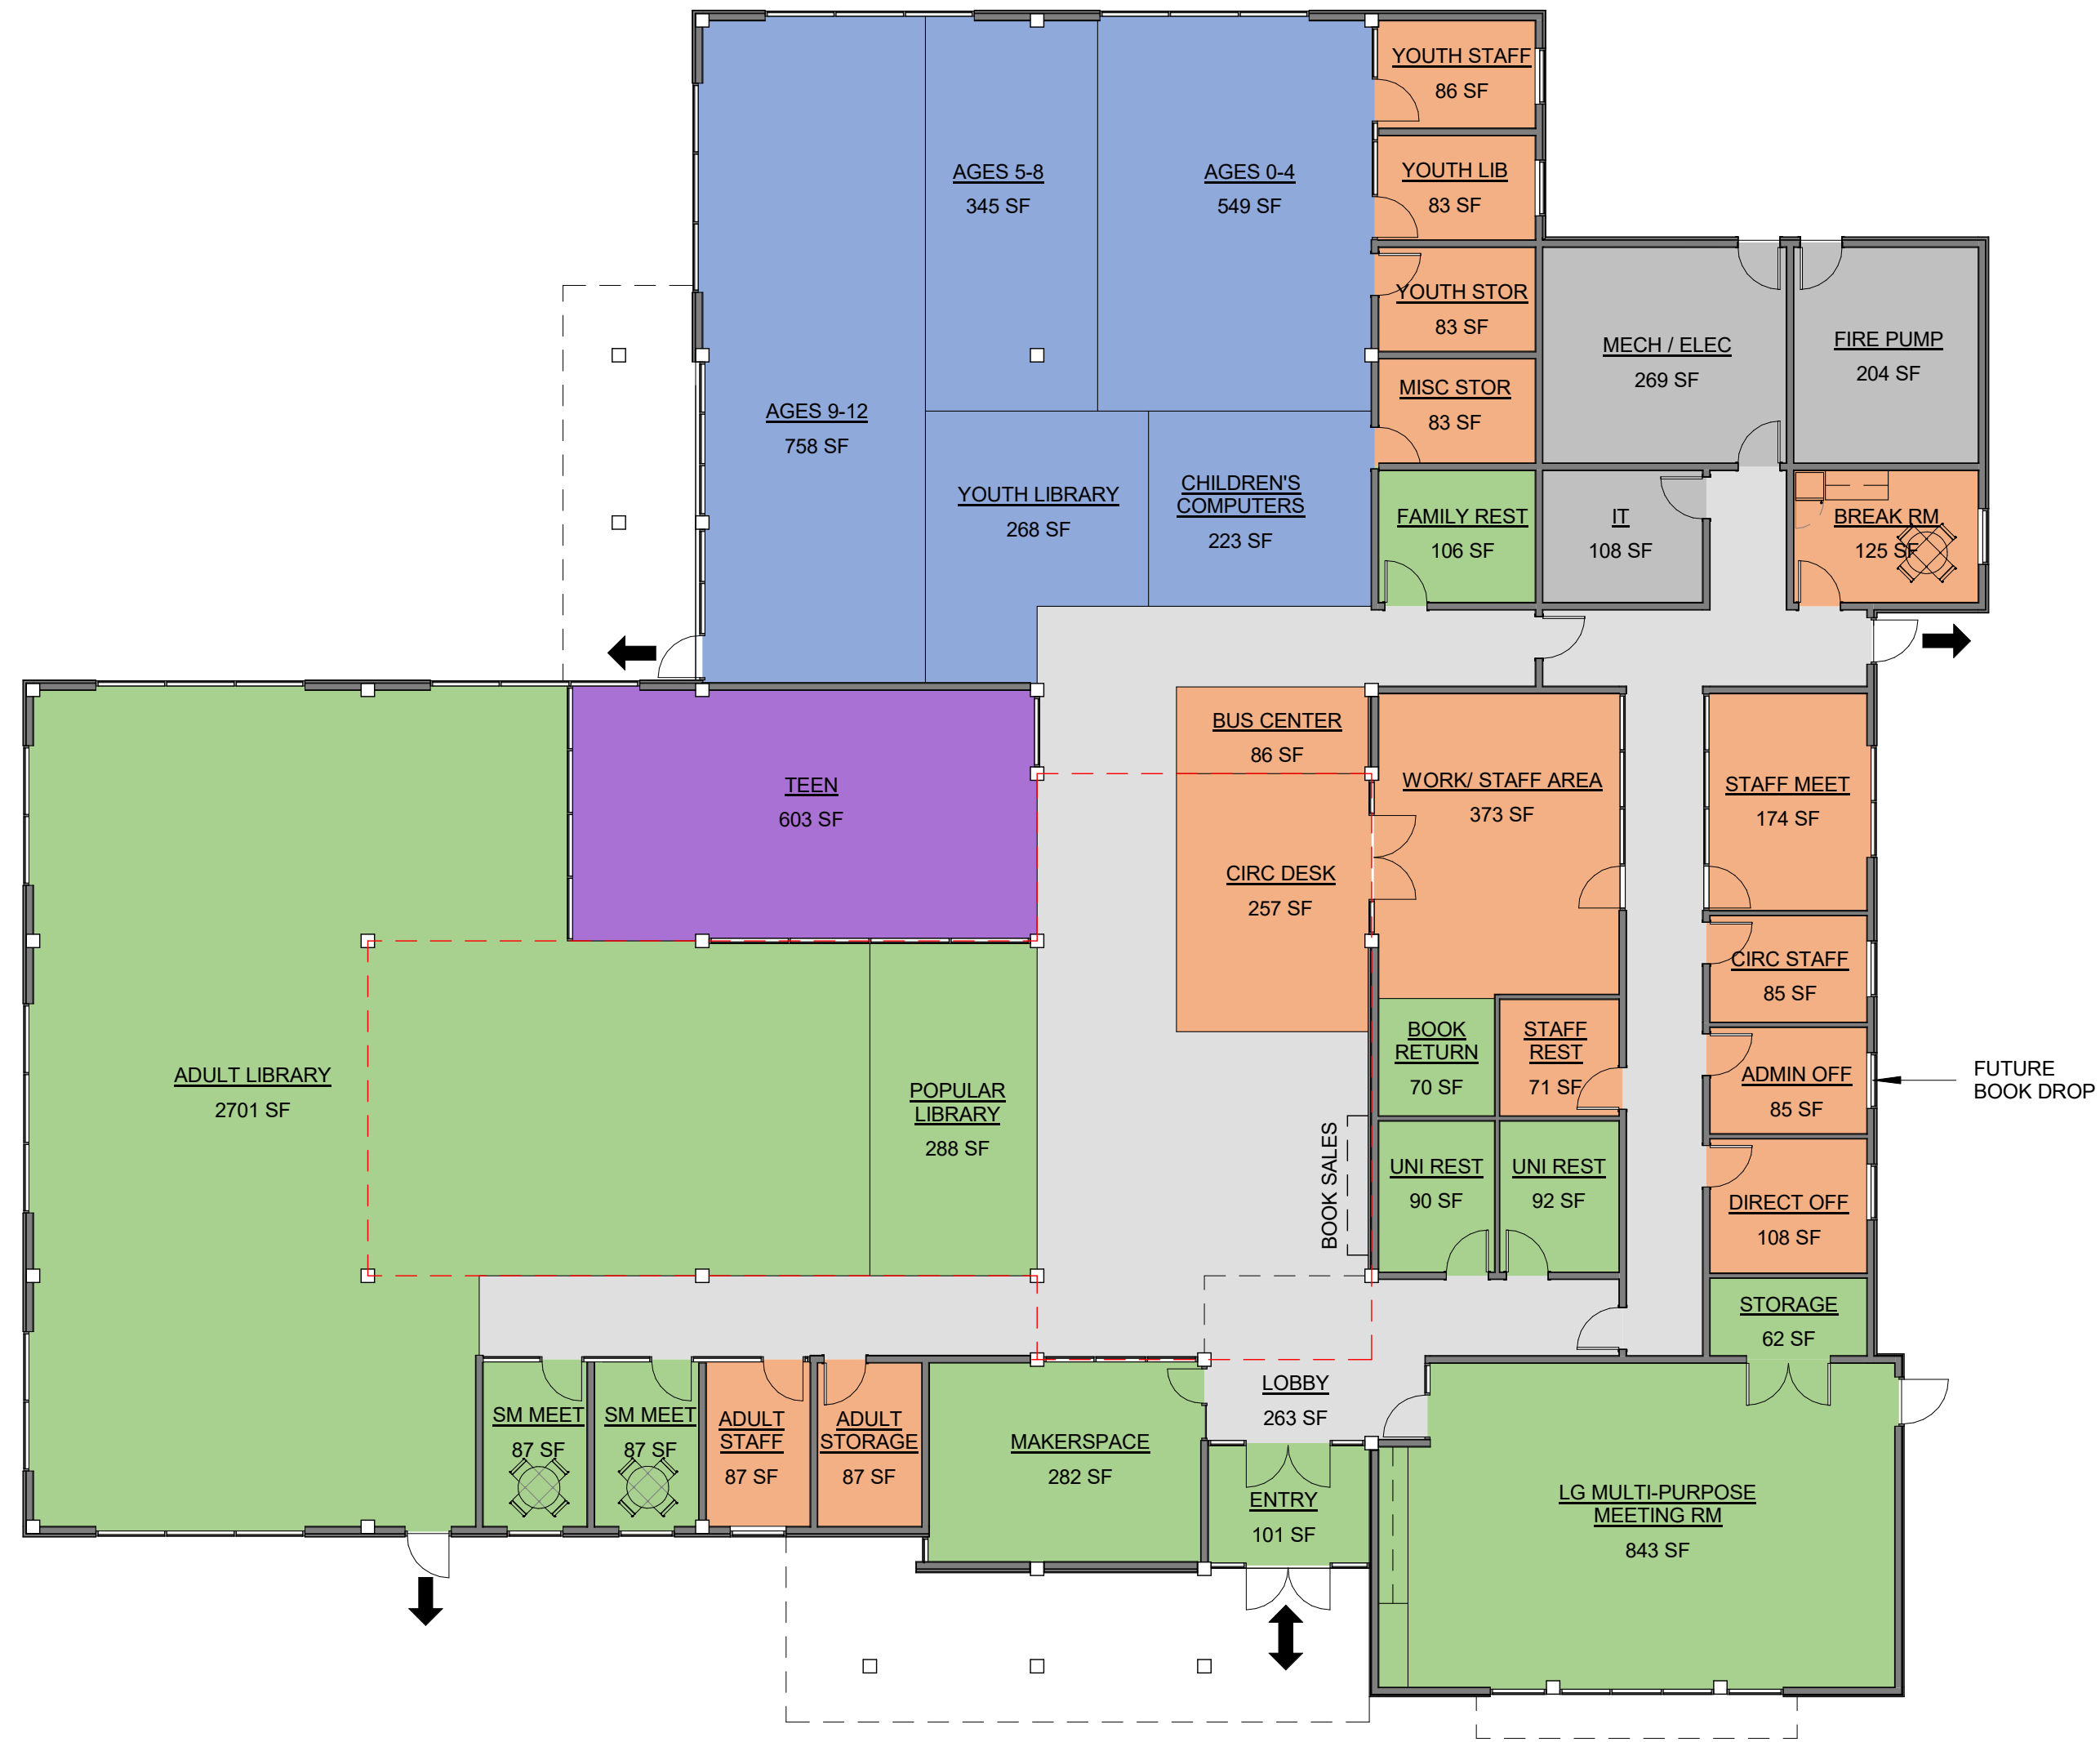 YOUTH STAFF
86 SF
YOUTH LIB
83 SF
AGES 5-8
345 SF
AGES 0-4
549 SF
YOUTH STOR
83 SF
MECH / ELEC
269 SF
FIRE PUMP
204 SF
MISC STOR
83 SF
AGES 9-12
758 SF
YOUTH LIBRARY
268 SF
CHILDREN'S
COMPUTERS
223 SF
FAMILY REST
106 SF
IT
108 SF
BREAK RM
125 SF
BUS CENTER
86 SF
TEEN
603 SF
WORK/ STAFF AREA
373 SF
STAFF MEET
174 SF
CIRC DESK
257 SF
CIRC STAFF
85 SF
ADULT LIBRARY
2701 SF
POPULAR
LIBRARY
288 SF
BOOK
RETURN
70 SF
STAFF
REST
71 SF
ADMIN OFF
85 SF
FUTURE
BOOK DROP
BOOK SALES
UNI REST
90 SF
UNI REST
92 SF
DIRECT OFF
108 SF
STORAGE
62 SF
LOBBY
263 SF
SM MEET
87 SF
SM MEET
87 SF
ADULT
STAFF
87 SF
ADULT
STORAGE
87 SF
MAKERSPACE
282 SF
ENTRY
101 SF
LG MULTI-PURPOSE
MEETING RM
843 SF